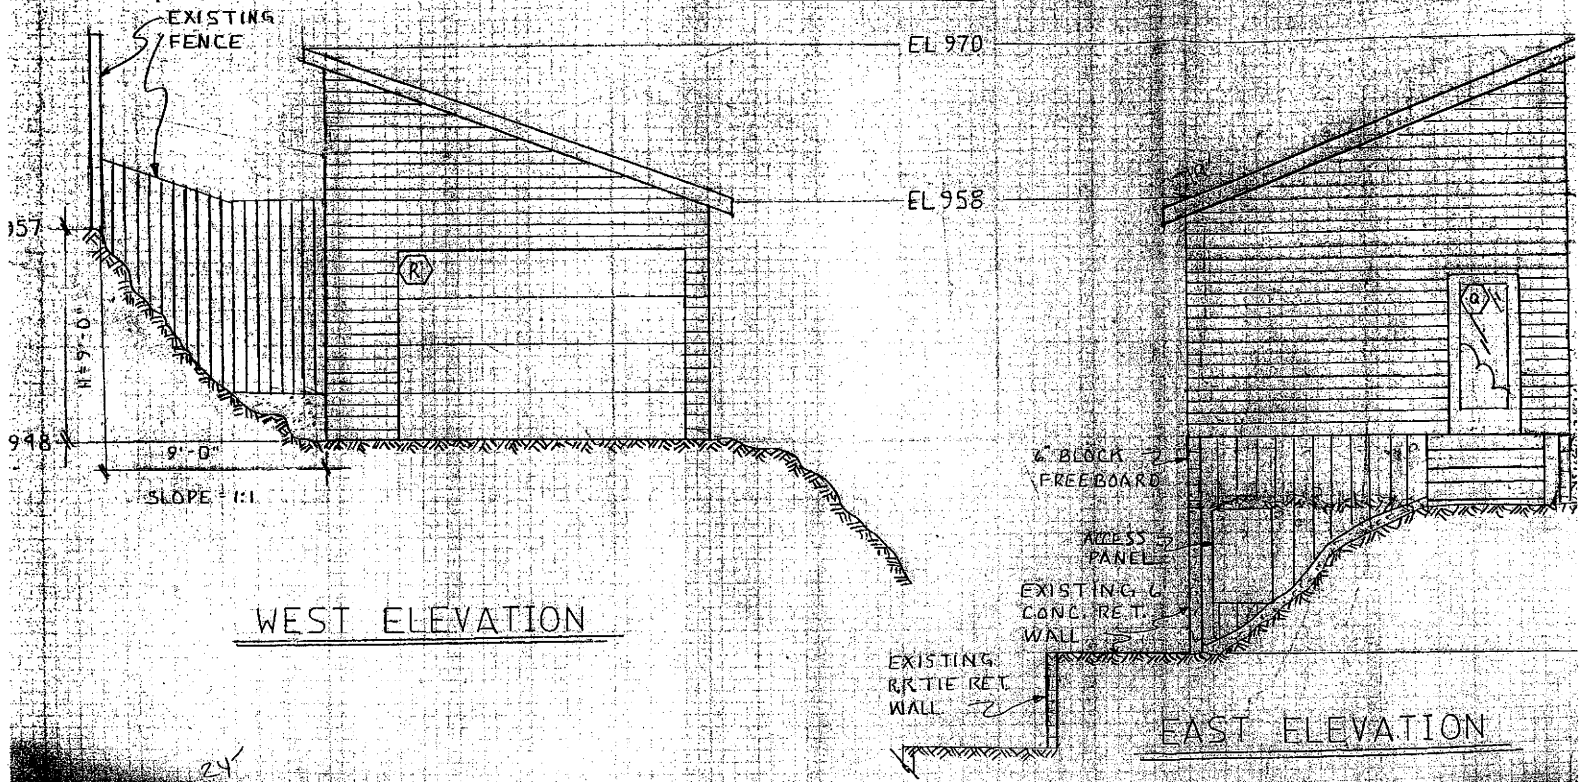 EXISTING
FENCE
EL 970
EL 958
957
R
H = 9'-0"
948
9'-0"
SLOPE = 1:1
WEST ELEVATION
24'
Q
6" BLOCK
FREEBOARD
ACCESS
PANEL
EXISTING 6
CONC. RET.
WALL
EXISTING
RR TIE RET.
WALL
EAST ELEVATION